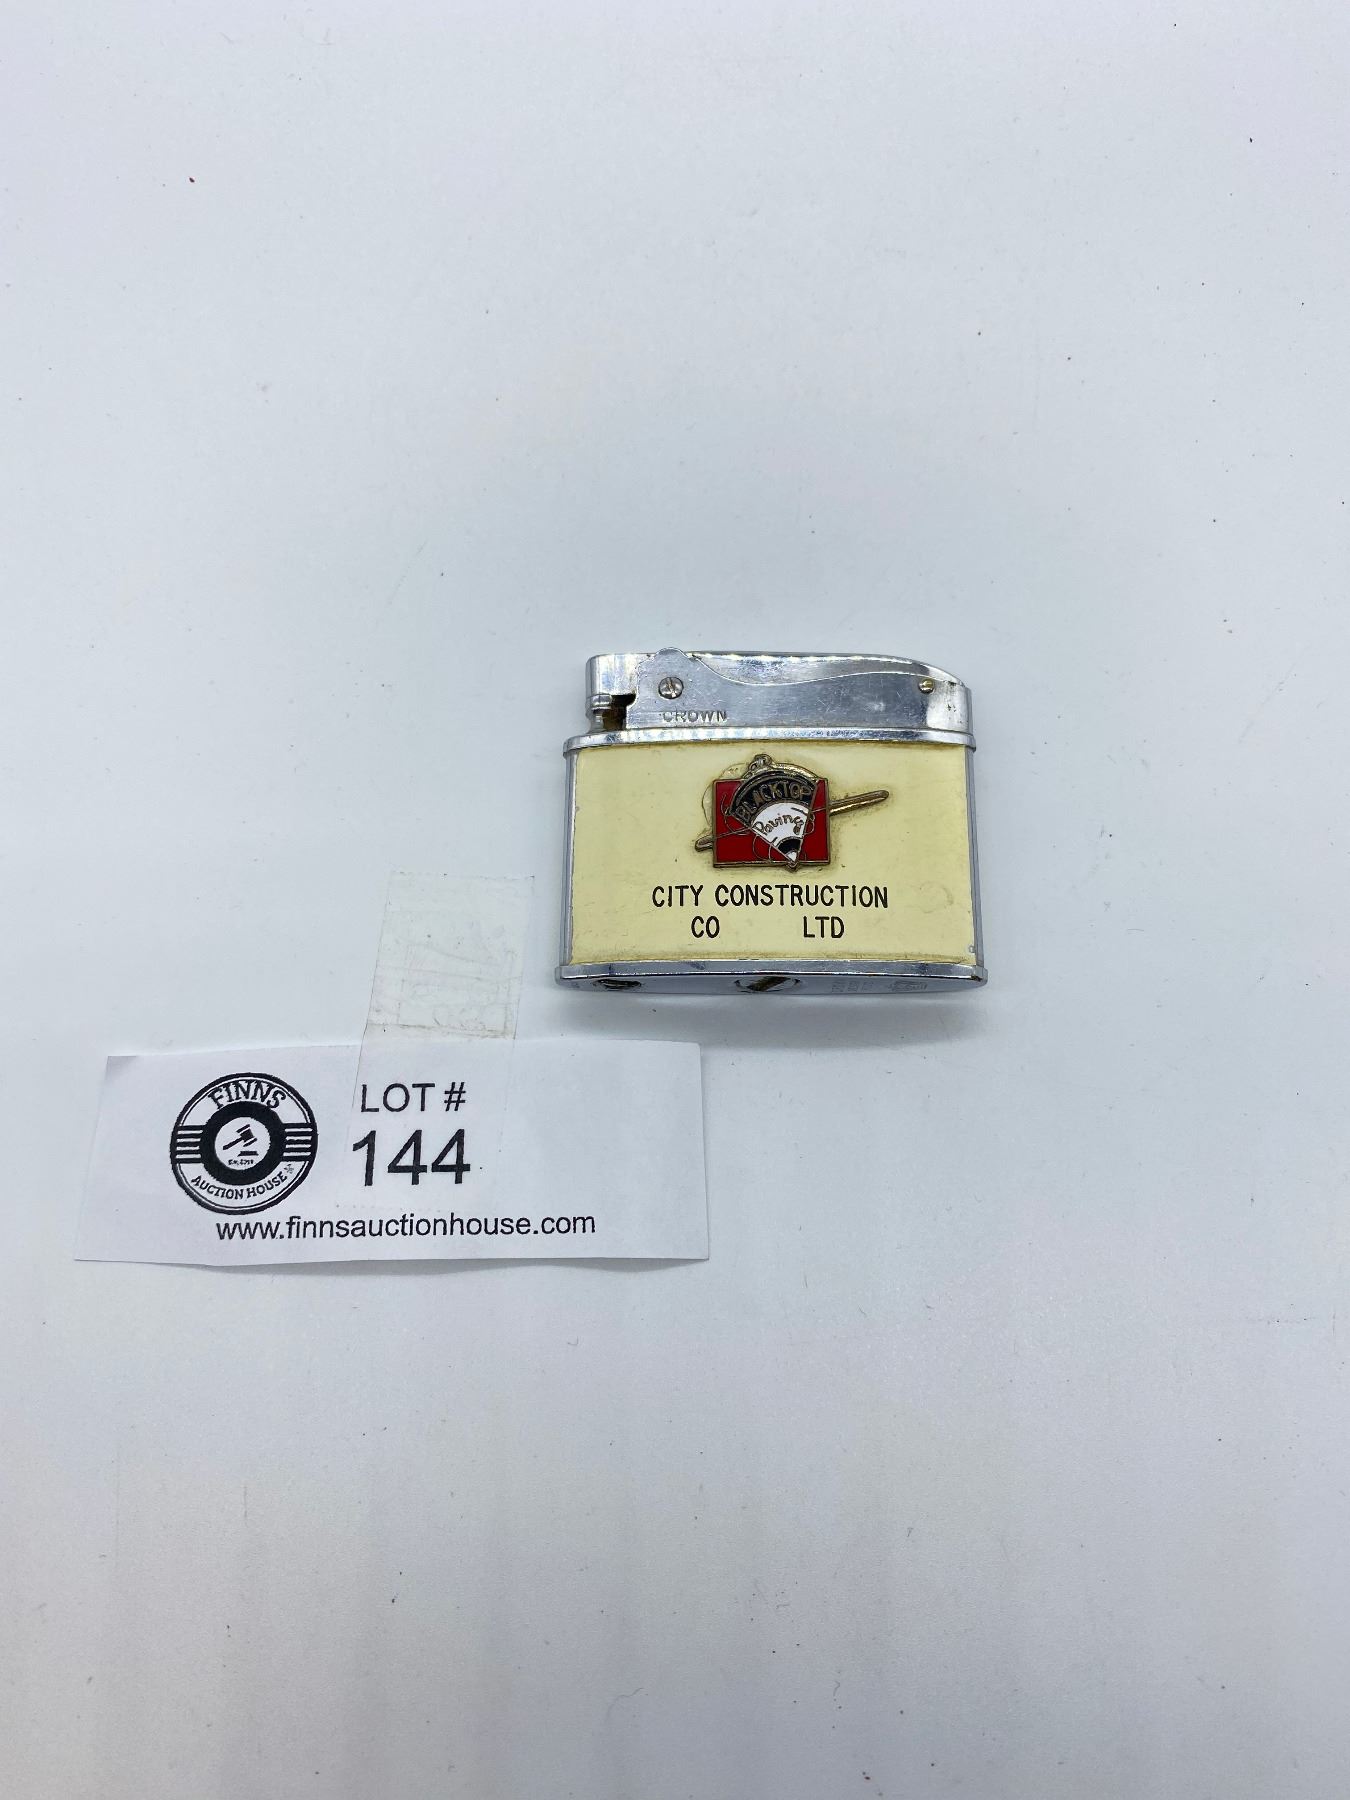 CROWN
BLACKTOP
Paving
CITY CONSTRUCTION
CO LTD
FINNS
AUCTION HOUSE
LOT #
144
www.finnsauctionhouse.com